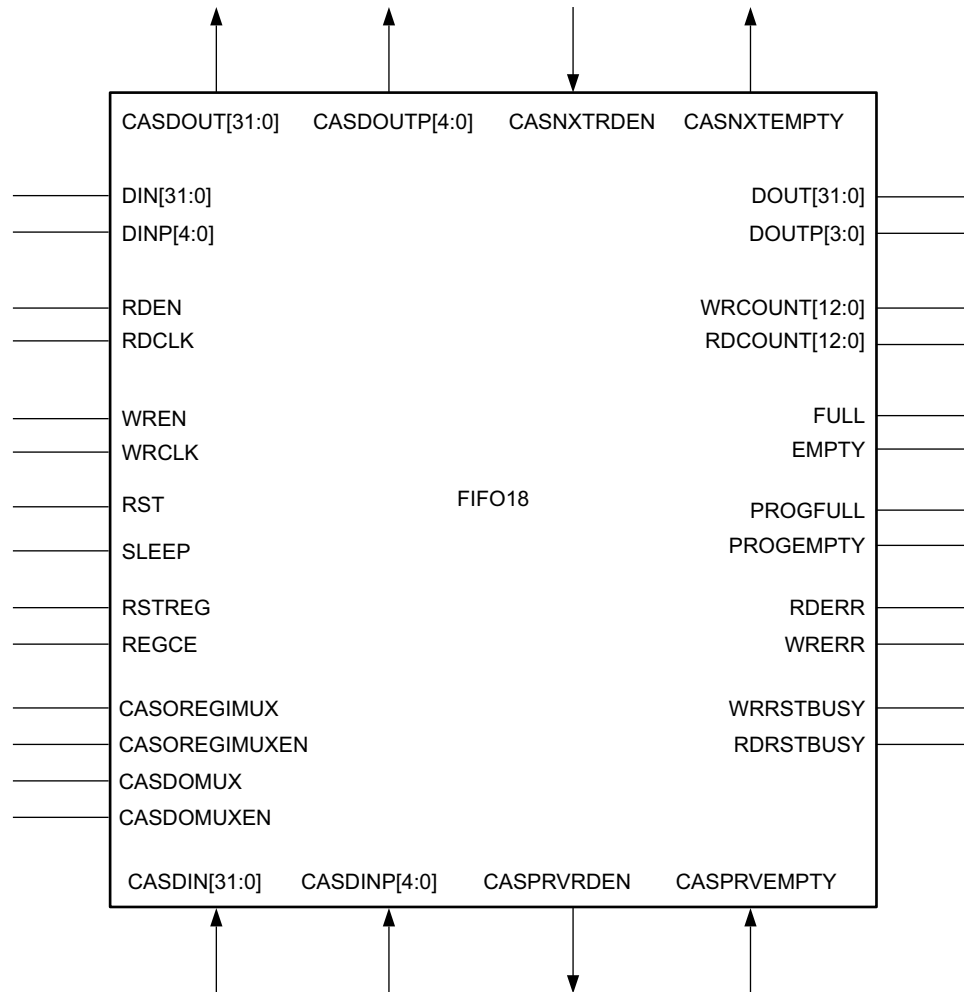 CASDOUT[31:0] CASDOUTP[4:0] CASNXTRDEN CASNXTEMPTY
DIN[31:0] DOUT[31:0]
DINP[4:0] DOUTP[3:0]
RDEN WRCOUNT[12:0]
RDCLK RDCOUNT[12:0]
WREN FULL
WRCLK EMPTY
RST FIFO18 PROGFULL
SLEEP PROGEMPTY
RSTREG RDERR
REGCE WRERR
CASOREGIMUX WRRSTBUSY
CASOREGIMUXEN RDRSTBUSY
CASDOMUX
CASDOMUXEN
CASDIN[31:0] CASDINP[4:0] CASPRVRDEN CASPRVEMPTY